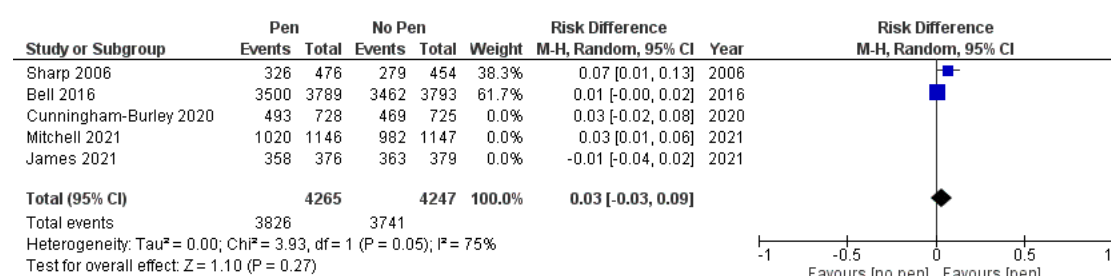 Pen No Pen Risk Difference Risk Difference
Study or Subgroup Events Total Events Total Weight M-H, Random, 95% CI Year M-H, Random, 95% CI
Sharp 2006 326 476 279 454 38.3% 0.07 [0.01, 0.13] 2006
Bell 2016 3500 3789 3462 3793 61.7% 0.01 [-0.00, 0.02] 2016
Cunningham-Burley 2020 493 728 469 725 0.0% 0.03 [-0.02, 0.08] 2020
Mitchell 2021 1020 1146 982 1147 0.0% 0.03 [0.01, 0.06] 2021
James 2021 358 376 363 379 0.0% -0.01 [-0.04, 0.02] 2021
Total (95% CI) 4265 4247 100.0% 0.03 [-0.03, 0.09]
Total events 3826 3741
Heterogeneity: Tau² = 0.00; Chi² = 3.93, df = 1 (P = 0.05); I² = 75%
Test for overall effect: Z = 1.10 (P = 0.27)
-1 -0.5 0 0.5 1
Favours [no pen] Favours [pen]